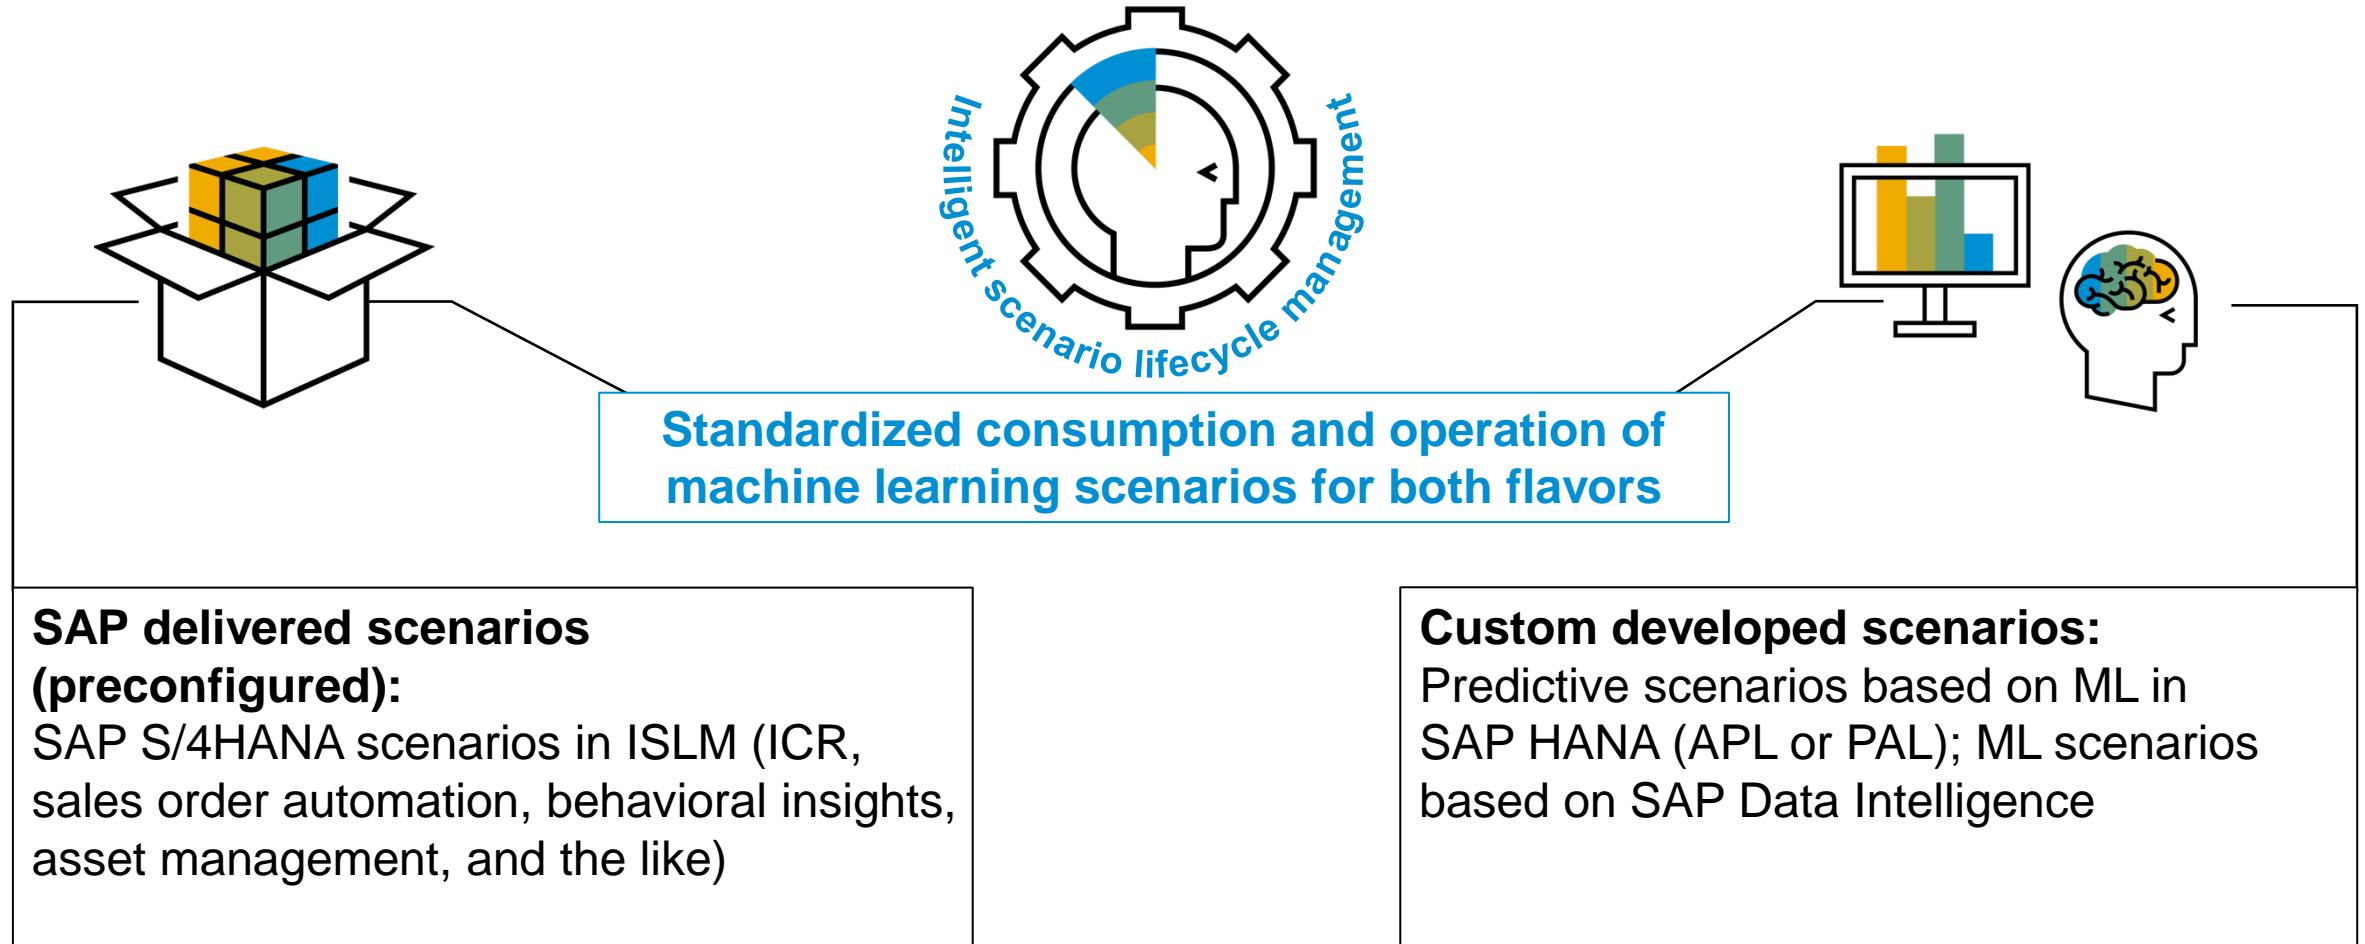 Intelligent scenario lifecycle management
Standardized consumption and operation of
machine learning scenarios for both flavors
SAP delivered scenarios
(preconfigured):
SAP S/4HANA scenarios in ISLM (ICR,
sales order automation, behavioral insights,
asset management, and the like)
Custom developed scenarios:
Predictive scenarios based on ML in
SAP HANA (APL or PAL); ML scenarios
based on SAP Data Intelligence